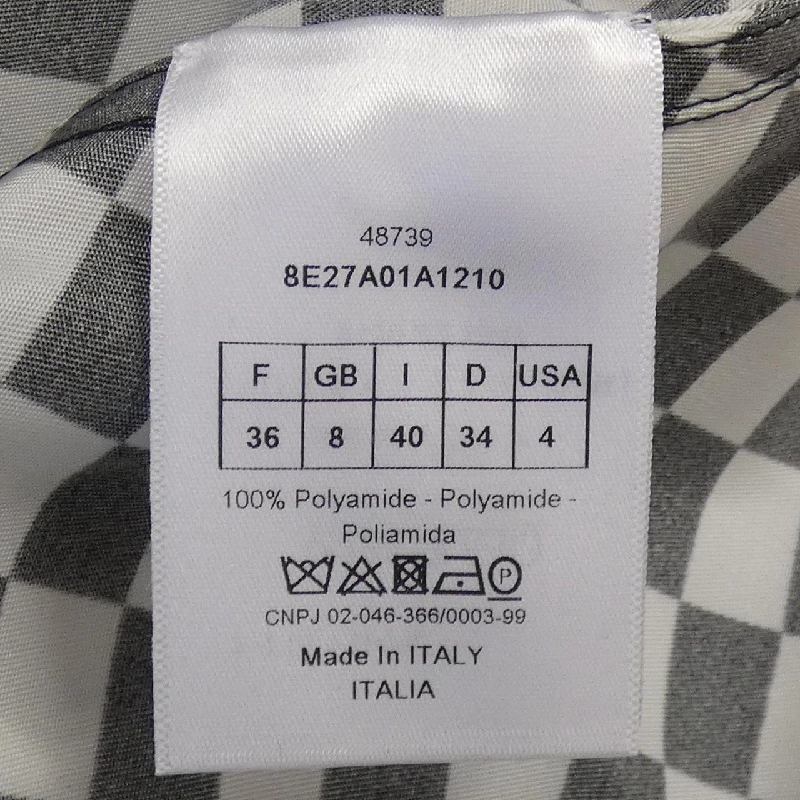 48739
8E27A01A1210
F GB I D USA
36 8 40 34 4
100% Polyamide - Polyamide -
Poliamida
P
CNPJ 02-046-366/0003-99
Made In ITALY
ITALIA